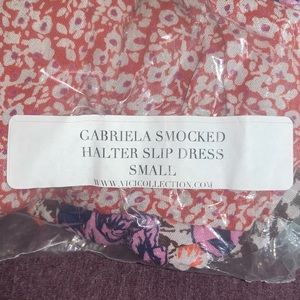 GABRIELA SMOCKED
HALTER SLIP DRESS
SMALL
WWW.VICICOLLECTION.COM